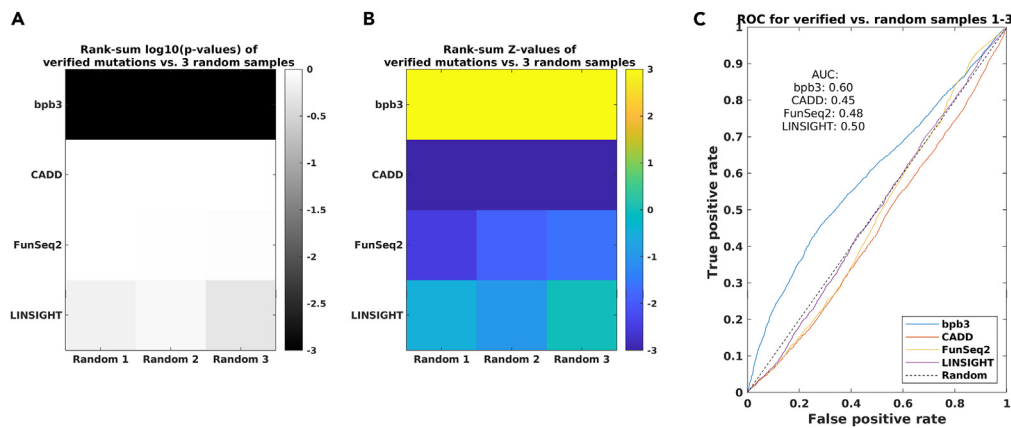 A
Rank-sum log10(p-values) of
verified mutations vs. 3 random samples
bpb3
CADD
FunSeq2
LINSIGHT
Random 1
Random 2
Random 3
0
-0.5
-1
-1.5
-2
-2.5
-3
B
Rank-sum Z-values of
verified mutations vs. 3 random samples
bpb3
CADD
FunSeq2
LINSIGHT
Random 1
Random 2
Random 3
3
2
1
0
-1
-2
-3
C
ROC for verified vs. random samples 1-3
True positive rate
1
0.9
0.8
0.7
0.6
0.5
0.4
0.3
0.2
0.1
0
0.2
0.4
0.6
0.8
1
False positive rate
AUC:
bpb3: 0.60
CADD: 0.45
FunSeq2: 0.48
LINSIGHT: 0.50
bpb3
CADD
FunSeq2
LINSIGHT
Random